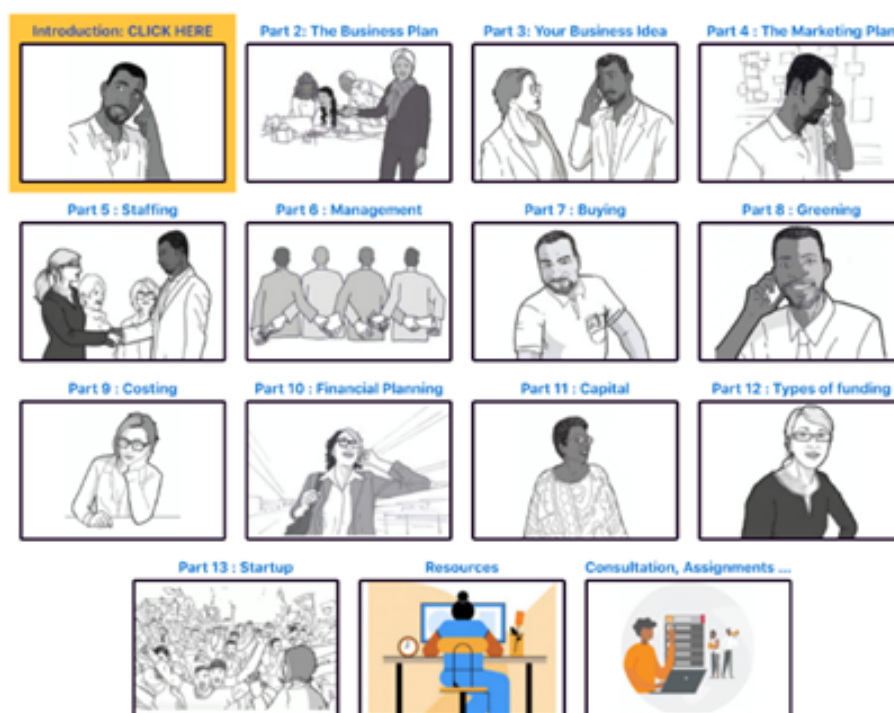 Introduction: CLICK HERE
Part 2: The Business Plan
Part 3: Your Business Idea
Part 4 : The Marketing Plan
Part 5 : Staffing
Part 6 : Management
Part 7 : Buying
Part 8 : Greening
Part 9 : Costing
Part 10 : Financial Planning
Part 11 : Capital
Part 12 : Types of funding
Part 13 : Startup
Resources
Consultation, Assignments ...